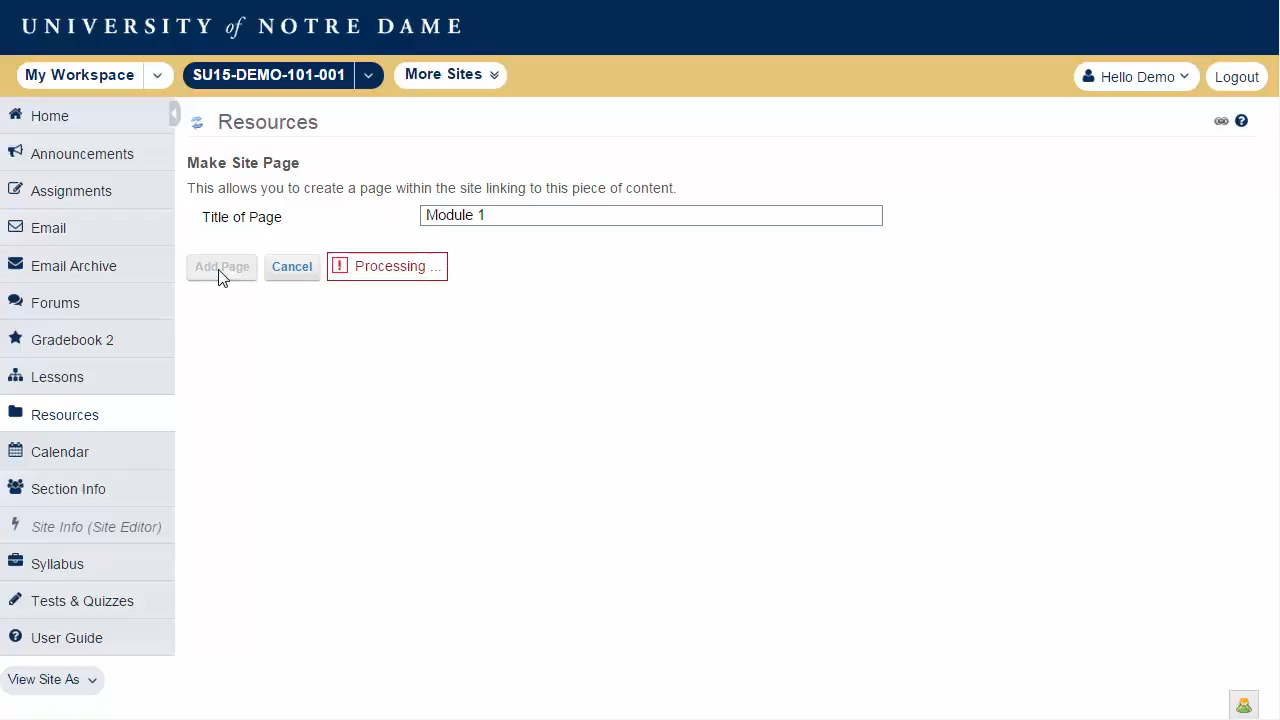 UNIVERSITY of NOTRE DAME
My Workspace
SU15-DEMO-101-001
More Sites
Hello Demo
Logout
Home
Announcements
Assignments
Email
Email Archive
Forums
Gradebook 2
Lessons
Resources
Calendar
Section Info
Site Info (Site Editor)
Syllabus
Tests & Quizzes
User Guide
View Site As
Resources
Make Site Page
This allows you to create a page within the site linking to this piece of content.
Title of Page
Module 1
Add Page
Cancel
Processing ...